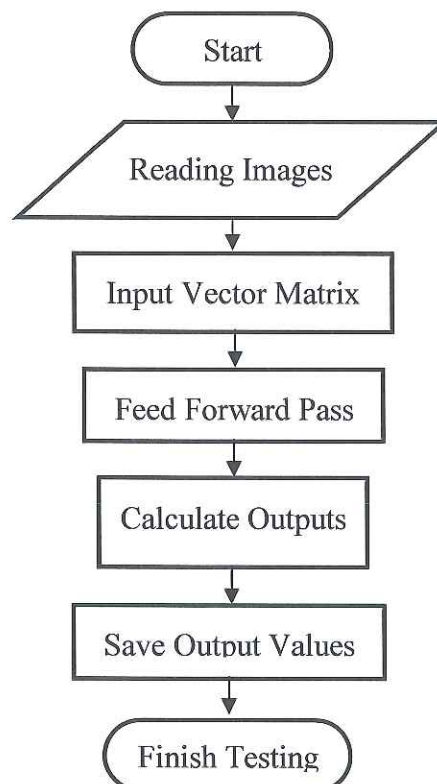 Start
Reading Images
Input Vector Matrix
Feed Forward Pass
Calculate Outputs
Save Output Values
Finish Testing